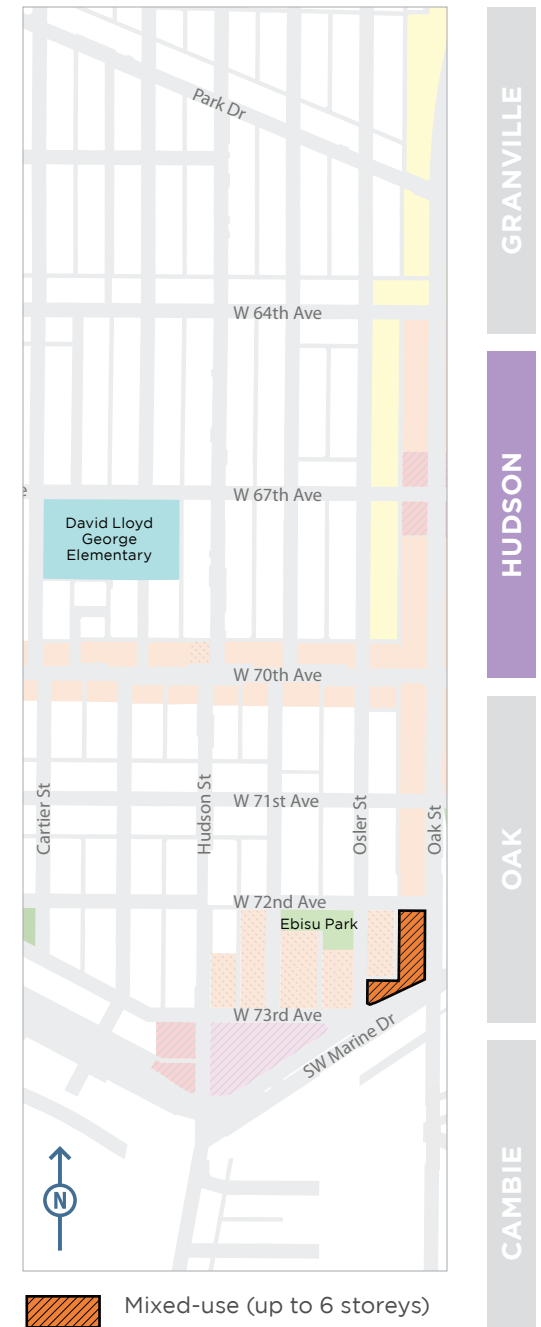 Park Dr
W 64th Ave
e
W 67th Ave
David Lloyd
George
Elementary
W 70th Ave
Cartier St
Hudson St
W 71st Ave
Osler St
Oak St
W 72nd Ave
Ebisu Park
W 73rd Ave
SW Marine Dr
N
Mixed-use (up to 6 storeys)
GRANVILLE
HUDSON
OAK
CAMBIE